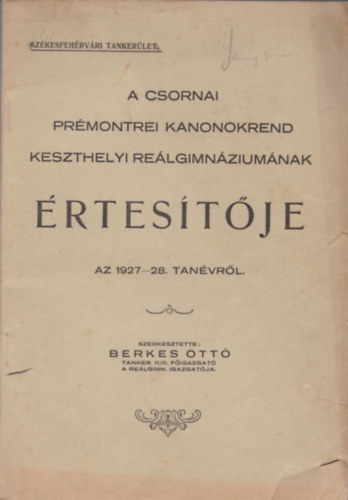 SZÉKESFEHÉRVÁRI TANKERÜLET.
A CSORNAI
PRÉMONTREI KANONOKREND
KESZTHELYI REÁLGIMNÁZIUMÁNAK
ÉRTESÍTŐJE
AZ 1927—28. TANÉVRŐL.
SZERKESZTETTE:
BERKES OTTÓ
TANKER. KIR. FŐIGAZGATÓ
A REÁLGIMN. IGAZGATÓJA.